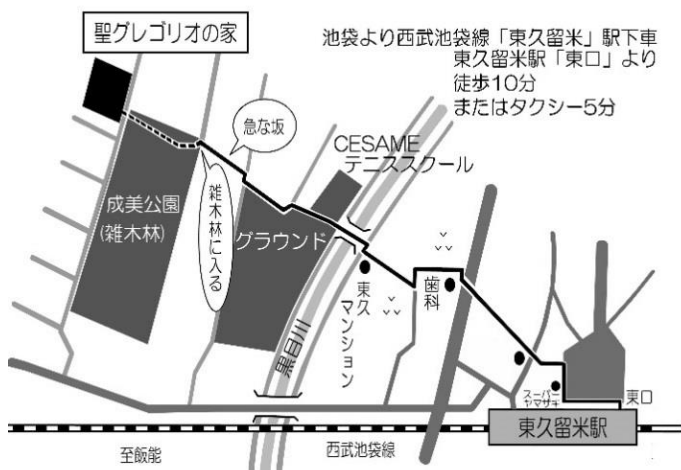 聖グレゴリオの家
池袋より西武池袋線「東久留米」駅下車
東久留米駅「東口」より
徒歩10分
またはタクシー5分
急な坂
CESAME
テニススクール
成美公園
(雑木林)
雑木林に入る
グラウンド
東久
マンション
歯科
黒目川
スーパー
ヤマザキ
東口
東久留米駅
至飯能
西武池袋線